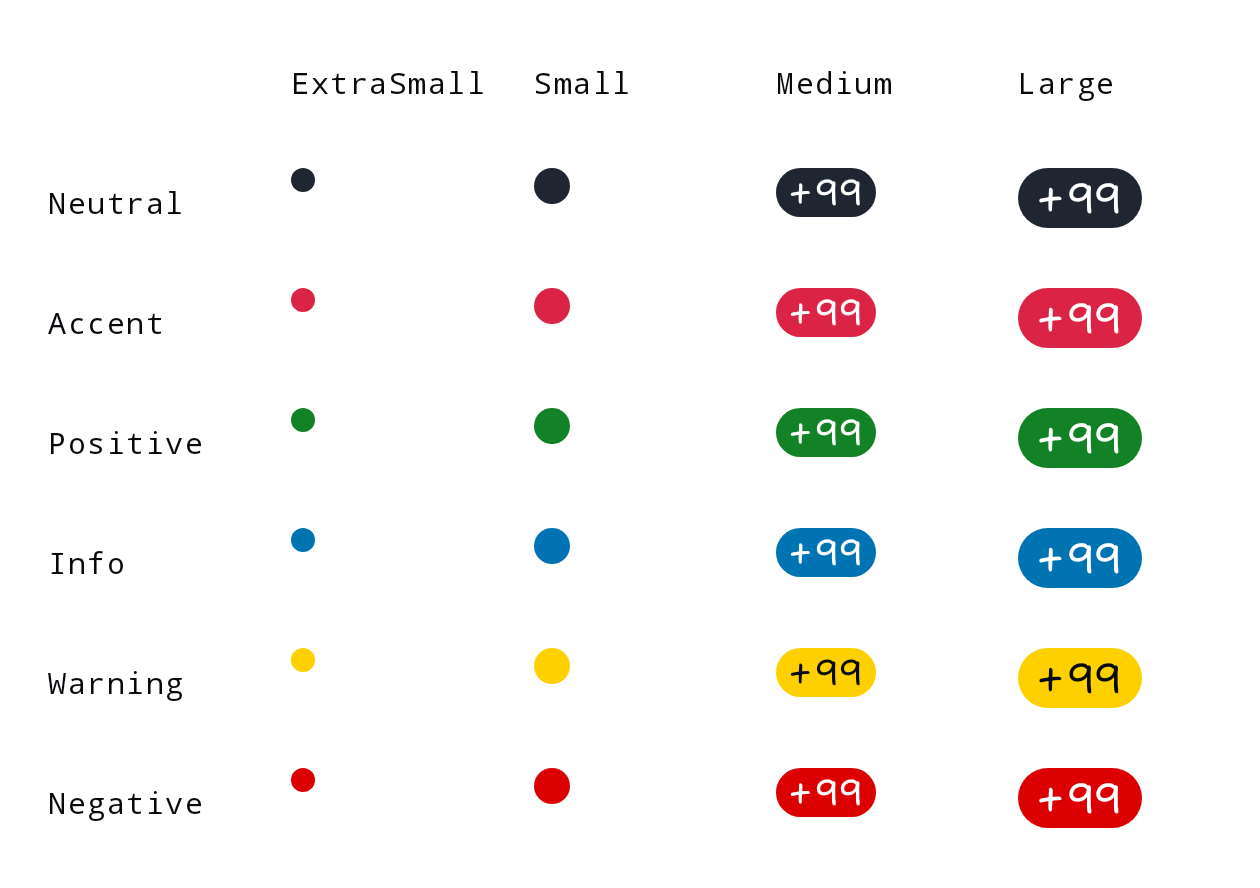 ExtraSmall Small Medium Large
Neutral +99 +99
Accent +99 +99
Positive +99 +99
Info +99 +99
Warning +99 +99
Negative +99 +99